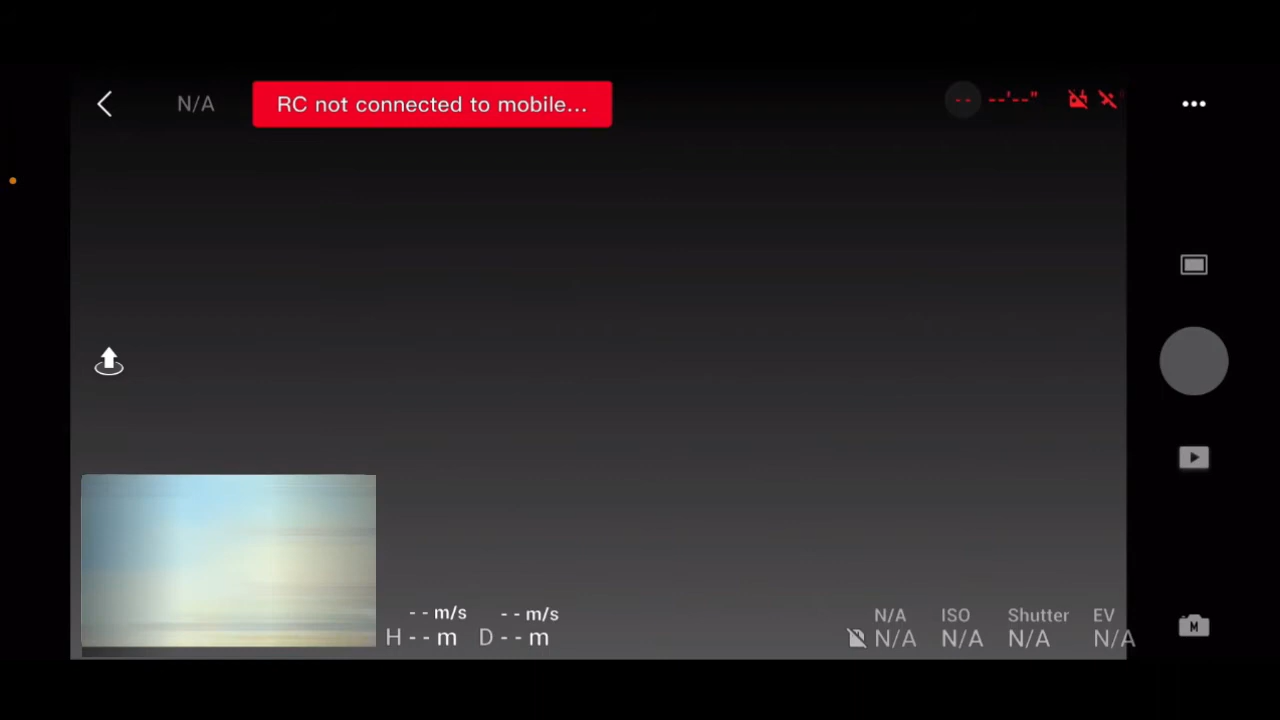 N/A
RC not connected to mobile...
-- --'--"
-- m/s -- m/s
H -- m D -- m
N/A ISO Shutter EV
N/A N/A N/A N/A
M